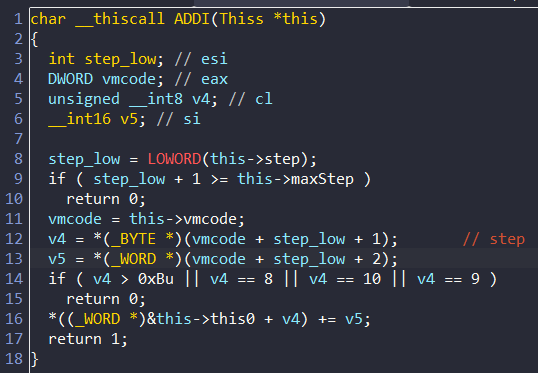 1 char __thiscall ADDI(Thiss *this)
2 {
3   int step_low; // esi
4   DWORD vmcode; // eax
5   unsigned __int8 v4; // cl
6   __int16 v5; // si
7
8   step_low = LOWORD(this->step);
9   if ( step_low + 1 >= this->maxStep )
10     return 0;
11   vmcode = this->vmcode;
12   v4 = *(_BYTE *)(vmcode + step_low + 1);       // step
13   v5 = *(_WORD *)(vmcode + step_low + 2);
14   if ( v4 > 0xBu || v4 == 8 || v4 == 10 || v4 == 9 )
15     return 0;
16   *((_WORD *)&this->this0 + v4) += v5;
17   return 1;
18 }